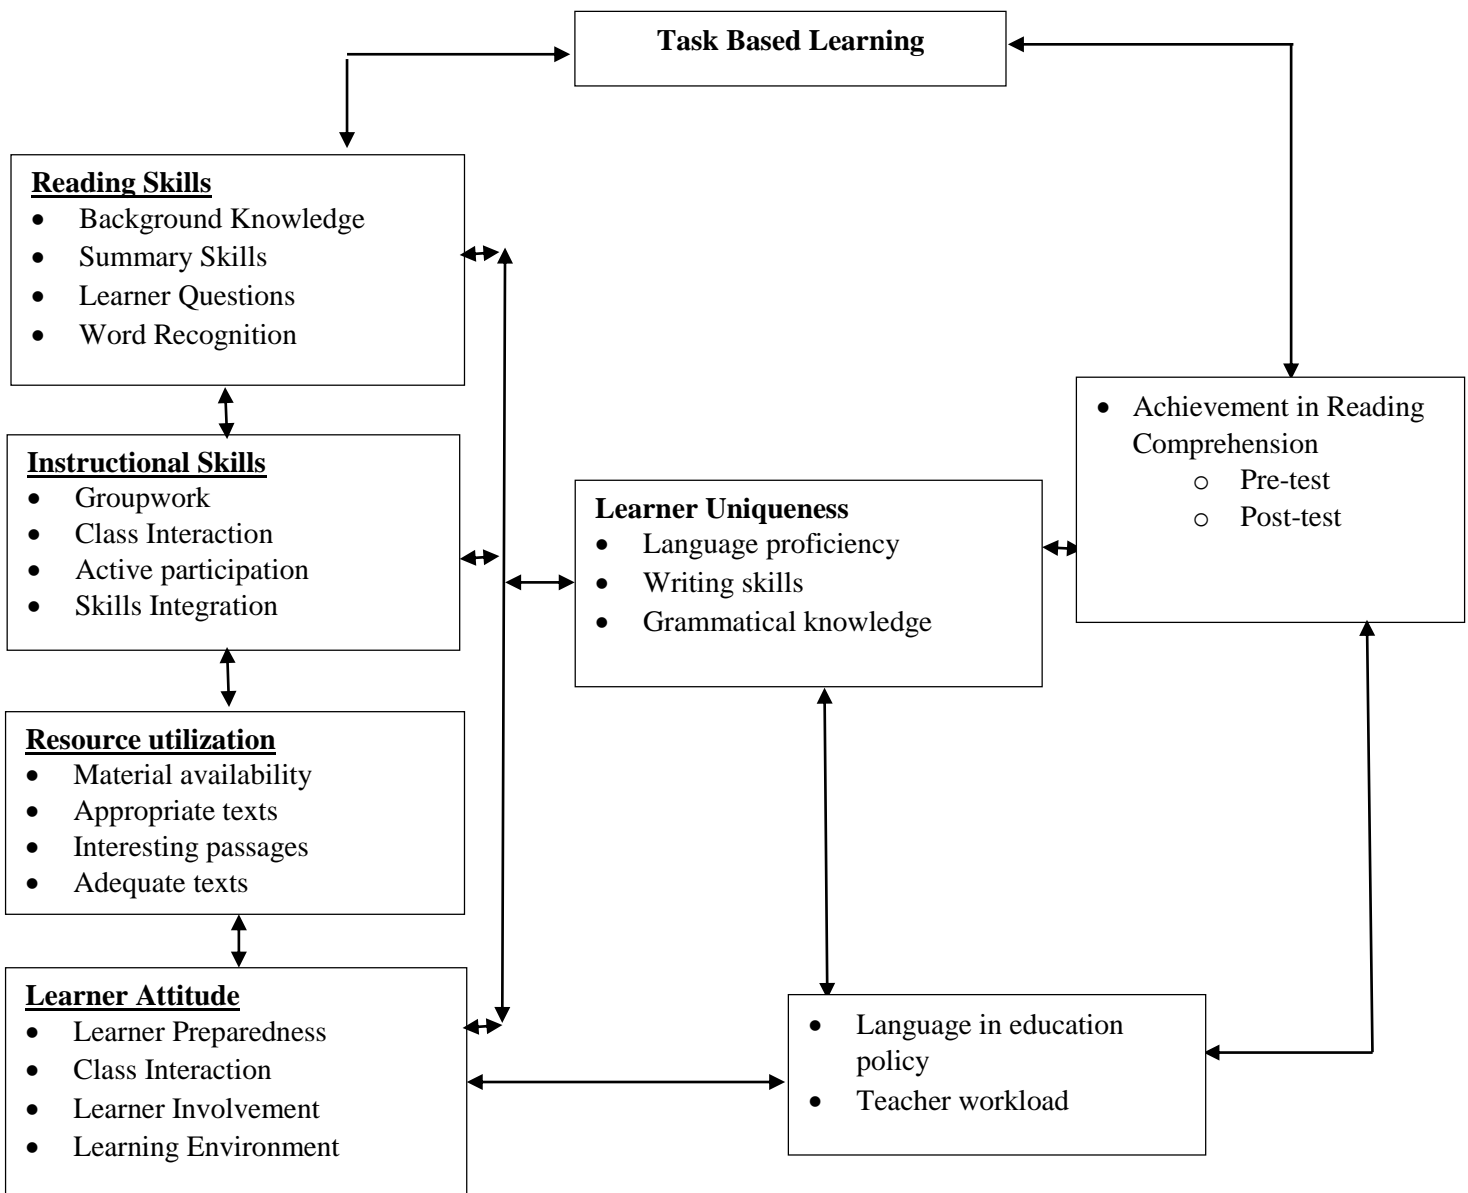 Task Based Learning
Reading Skills
• Background Knowledge
• Summary Skills
• Learner Questions
• Word Recognition
Instructional Skills
• Groupwork
• Class Interaction
• Active participation
• Skills Integration
Resource utilization
• Material availability
• Appropriate texts
• Interesting passages
• Adequate texts
Learner Attitude
• Learner Preparedness
• Class Interaction
• Learner Involvement
• Learning Environment
Learner Uniqueness
• Language proficiency
• Writing skills
• Grammatical knowledge
• Achievement in Reading
Comprehension
o Pre-test
o Post-test
• Language in education
policy
• Teacher workload